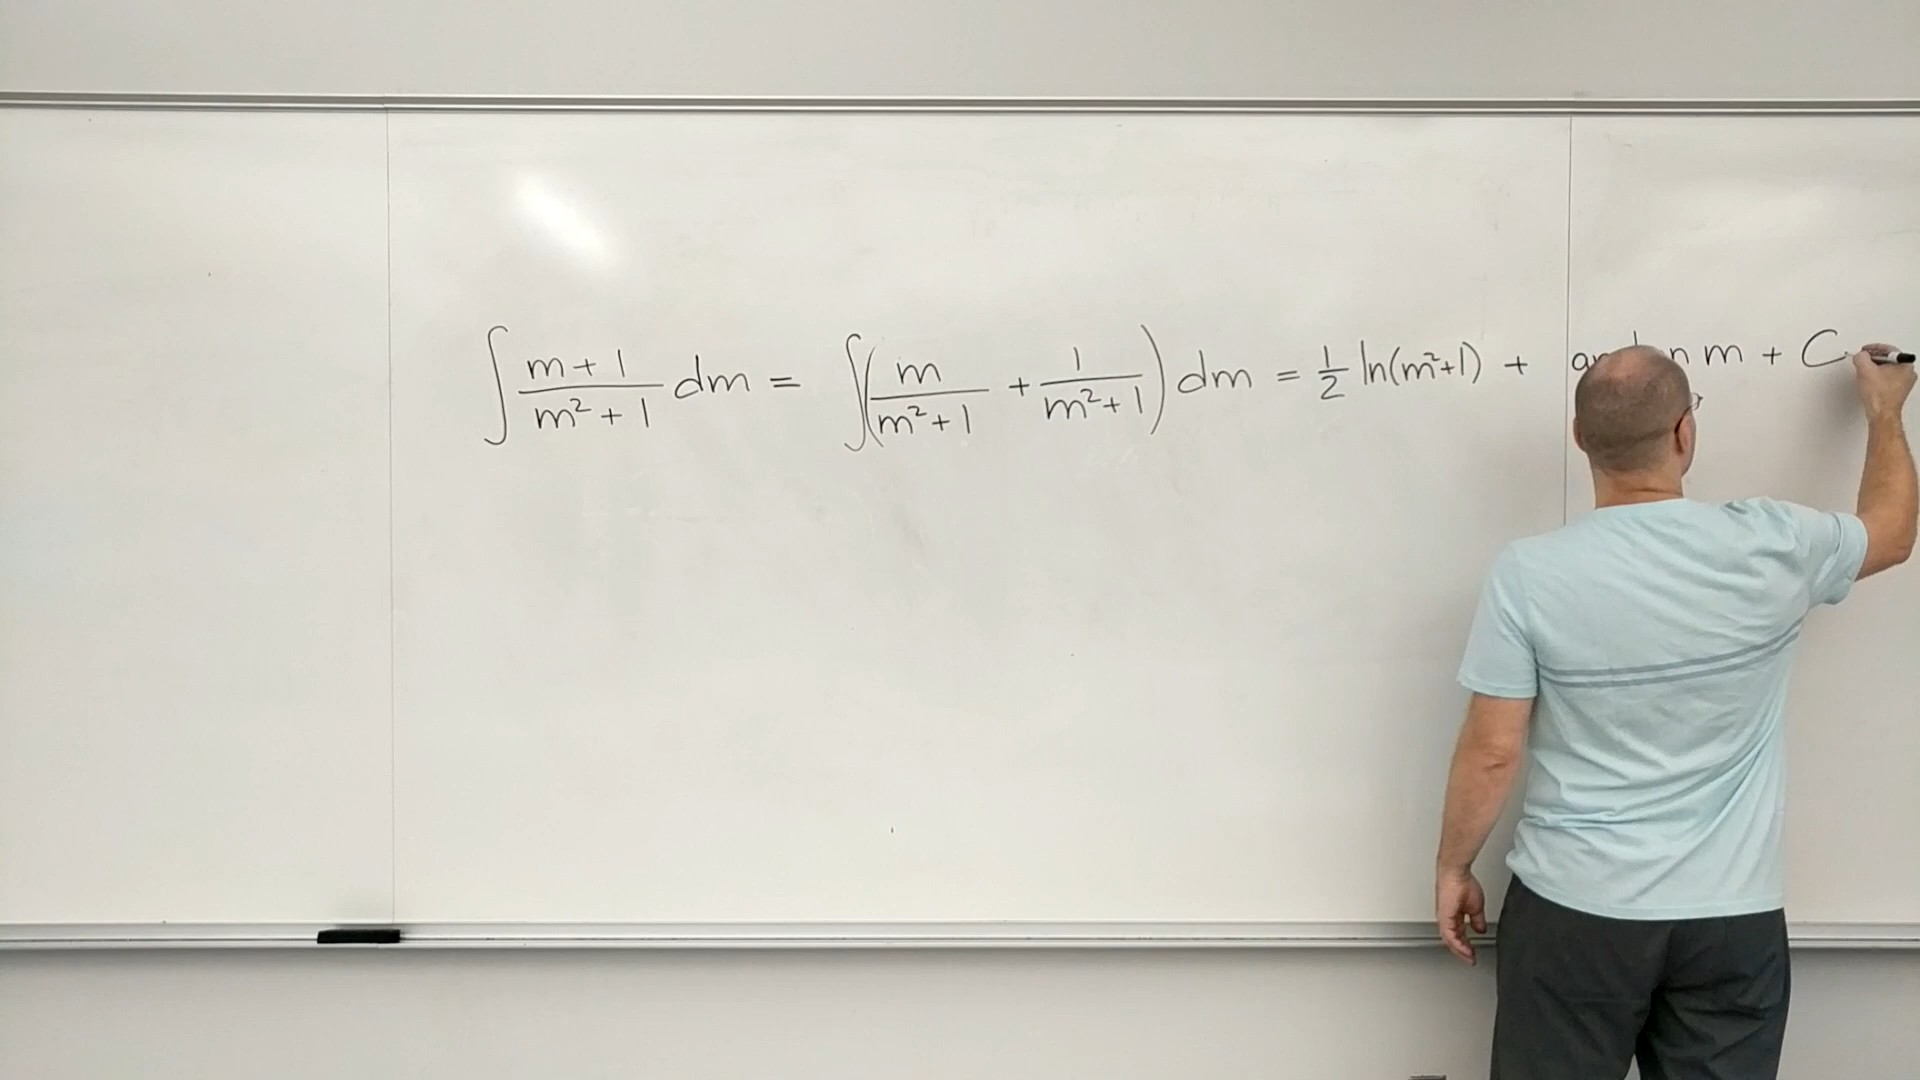 ∫ (m+1)/(m²+1) dm = ∫(m/(m²+1) + 1/(m²+1)) dm = ½ ln(m²+1) + m + C